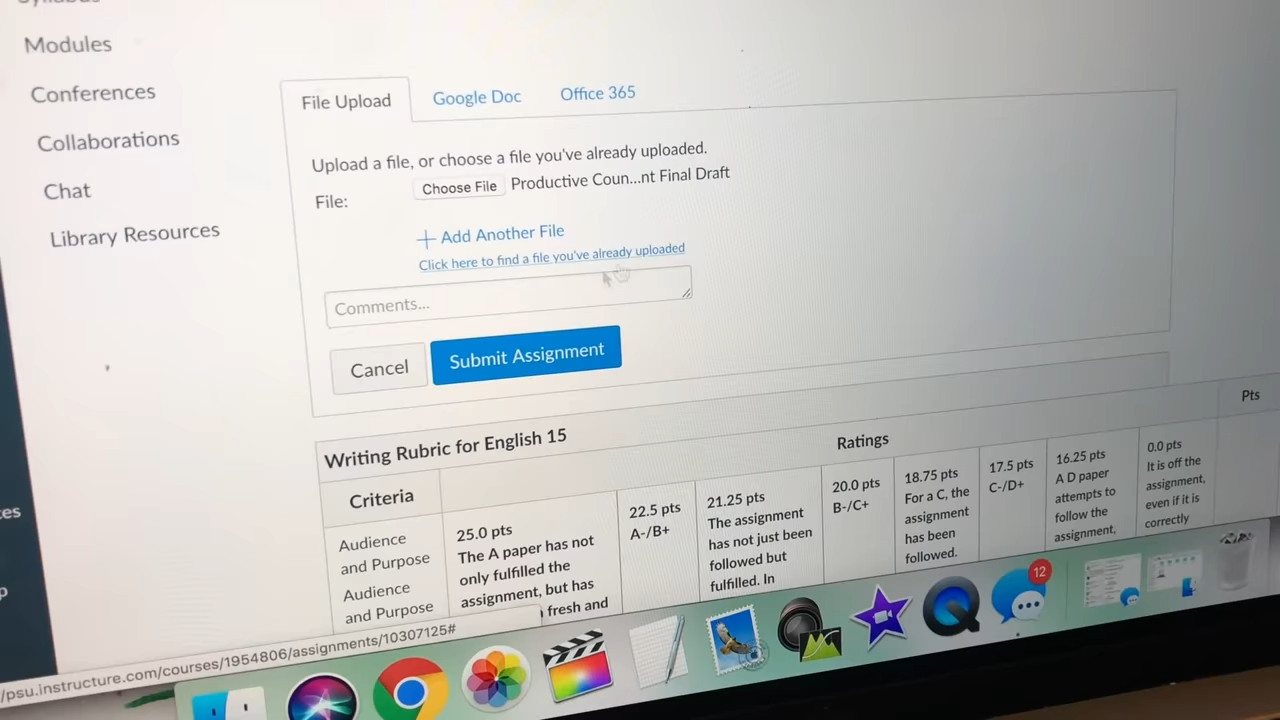 Syllabus
Modules
Conferences
Collaborations
Chat
Library Resources
File Upload
Google Doc
Office 365
Upload a file, or choose a file you've already uploaded.
File:
Choose File
Productive Coun...nt Final Draft
Add Another File
Click here to find a file you've already uploaded
Comments...
Cancel
Submit Assignment
Writing Rubric for English 15
Criteria
Ratings
Pts
Audience
and Purpose
Audience
and Purpose
25.0 pts
The A paper has not
only fulfilled the
assignment, but has
fresh and
22.5 pts
A-/B+
21.25 pts
The assignment
has not just been
followed but
fulfilled. In
20.0 pts
B-/C+
18.75 pts
For a C, the
assignment
has been
followed.
17.5 pts
C-/D+
16.25 pts
A D paper
attempts to
follow the
assignment,
0.0 pts
It is off the
assignment,
even if it is
correctly
/psu.instructure.com/courses/1954806/assignments/10307125#
12